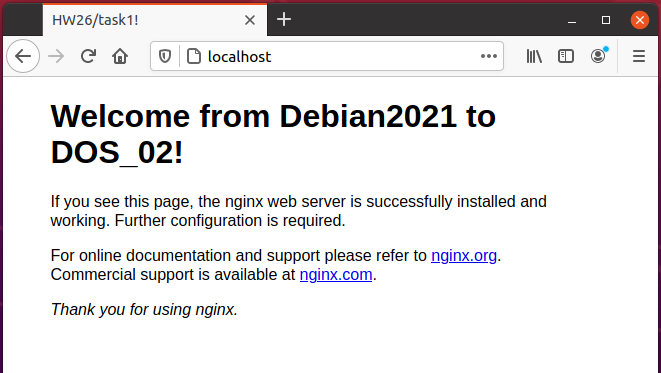 HW26/task1!
localhost
Welcome from Debian2021 to
DOS_02!
If you see this page, the nginx web server is successfully installed and
working. Further configuration is required.
For online documentation and support please refer to nginx.org.
Commercial support is available at nginx.com.
Thank you for using nginx.